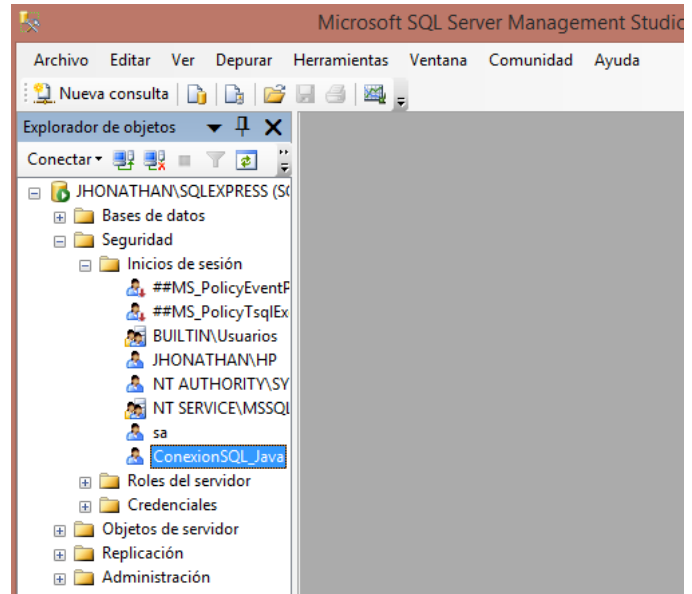 Microsoft SQL Server Management Studio
Archivo Editar Ver Depurar Herramientas Ventana Comunidad Ayuda
Nueva consulta
Explorador de objetos
Conectar
JHONATHAN\SQLEXPRESS (SQ
Bases de datos
Seguridad
Inicios de sesión
##MS_PolicyEventP
##MS_PolicyTsqlEx
BUILTIN\Usuarios
JHONATHAN\HP
NT AUTHORITY\SY
NT SERVICE\MSSQL
sa
ConexionSQL_Java
Roles del servidor
Credenciales
Objetos de servidor
Replicación
Administración